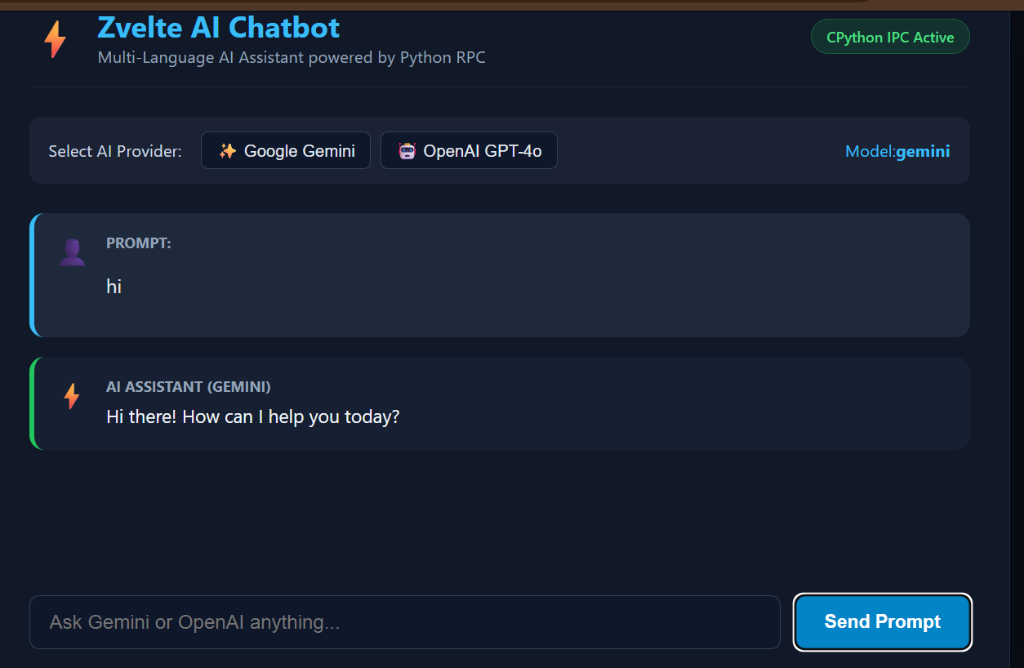 Zvelte AI Chatbot
Multi-Language AI Assistant powered by Python RPC
CPython IPC Active
Select AI Provider:
Google Gemini
OpenAI GPT-4o
Model:gemini
PROMPT:
hi
AI ASSISTANT (GEMINI)
Hi there! How can I help you today?
Ask Gemini or OpenAI anything...
Send Prompt